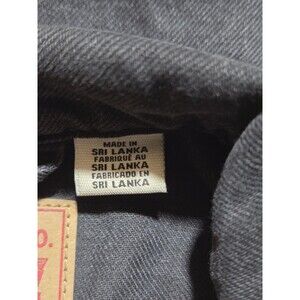 MADE IN
SRI LANKA
FABRIQUÉ AU
SRI LANKA
FABRICADO EN
SRI LANKA
O.